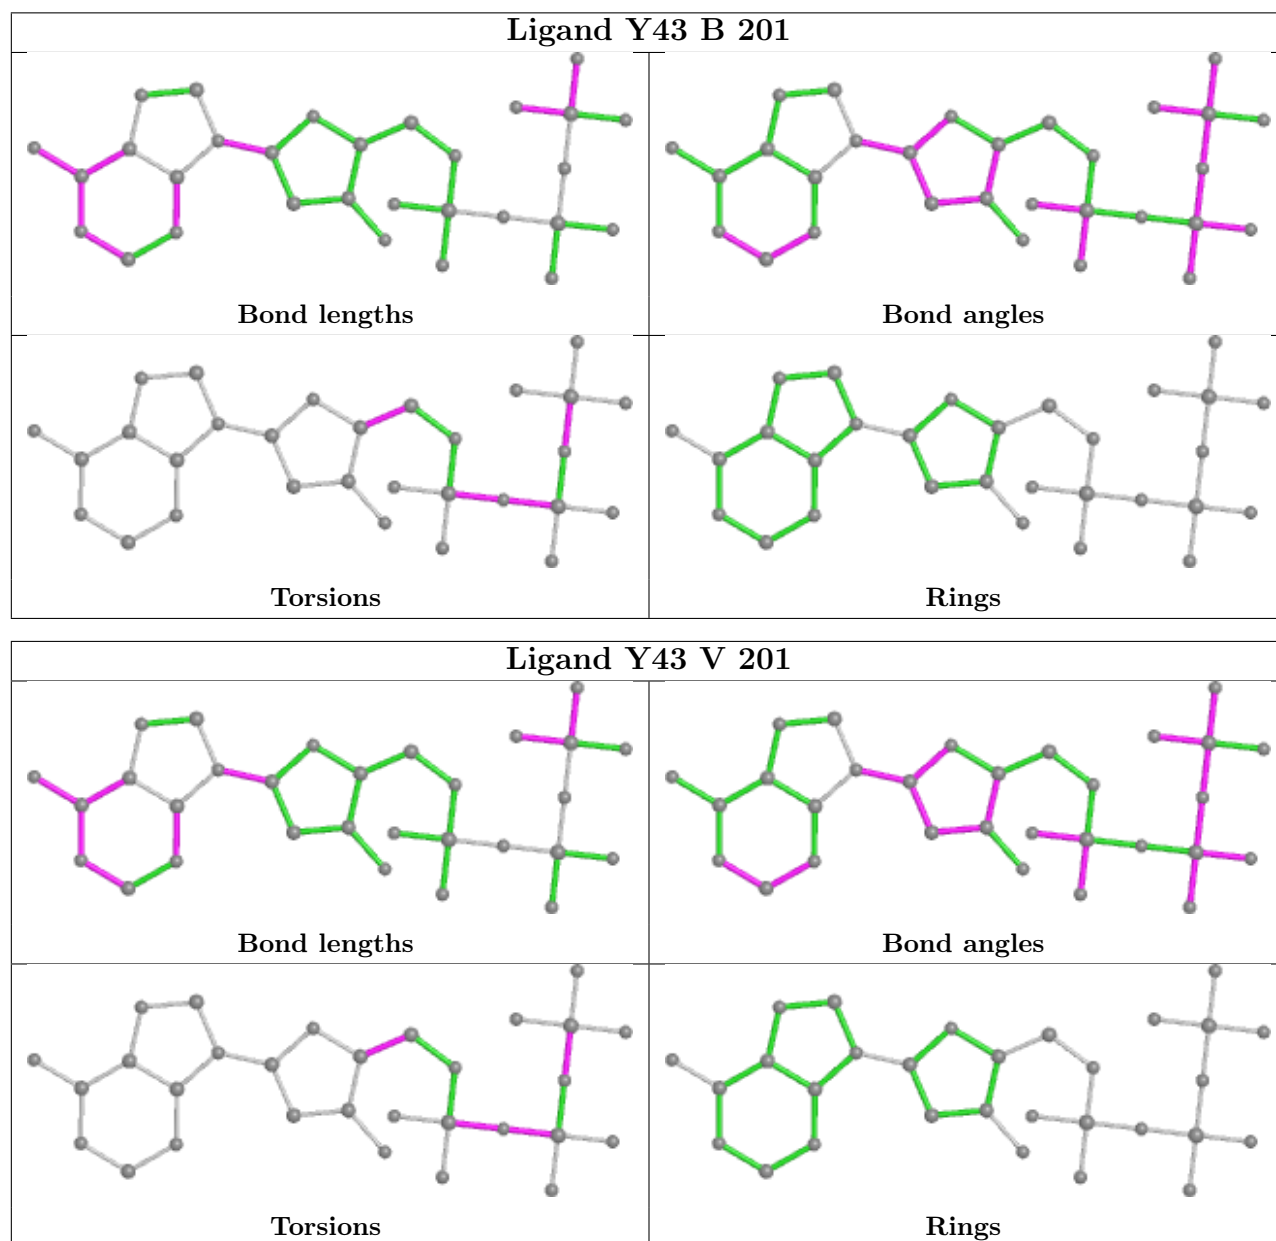 Ligand Y43 B 201
Bond lengths
Bond angles
Torsions
Rings
Ligand Y43 V 201
Bond lengths
Bond angles
Torsions
Rings